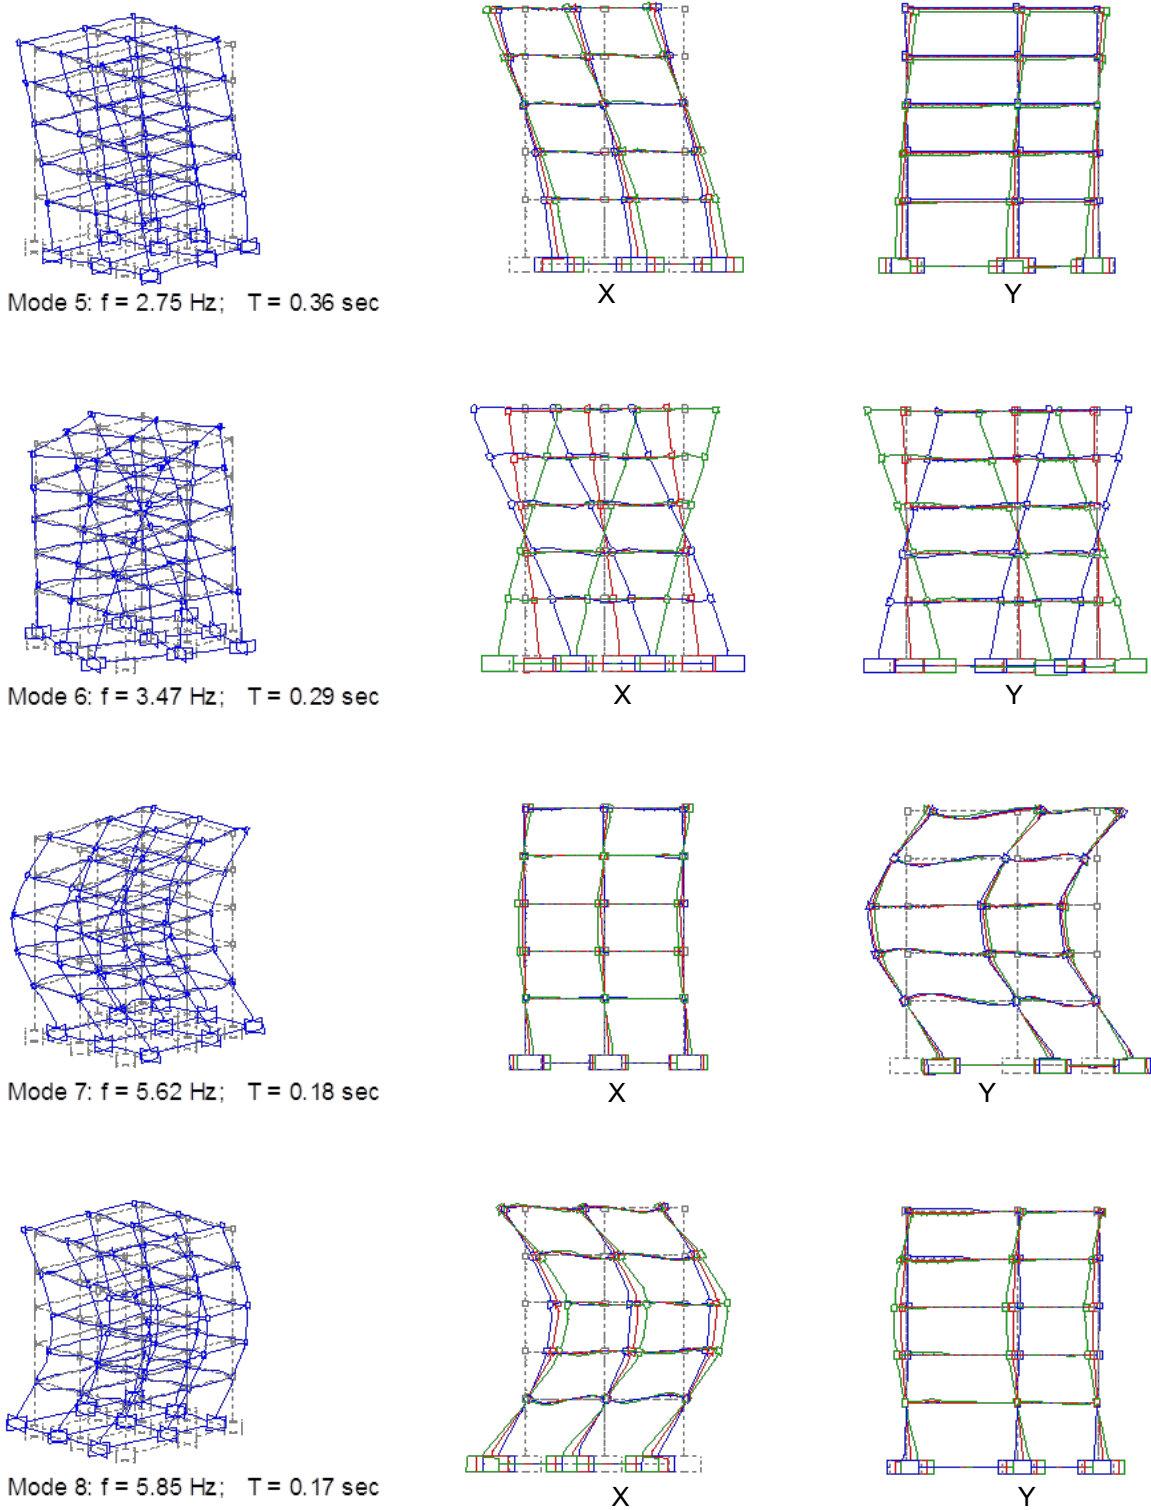 X
Y
Mode 5: f = 2.75 Hz; T = 0.36 sec
X
Y
Mode 6: f = 3.47 Hz; T = 0.29 sec
X
Y
Mode 7: f = 5.62 Hz; T = 0.18 sec
X
Y
Mode 8: f = 5.85 Hz; T = 0.17 sec